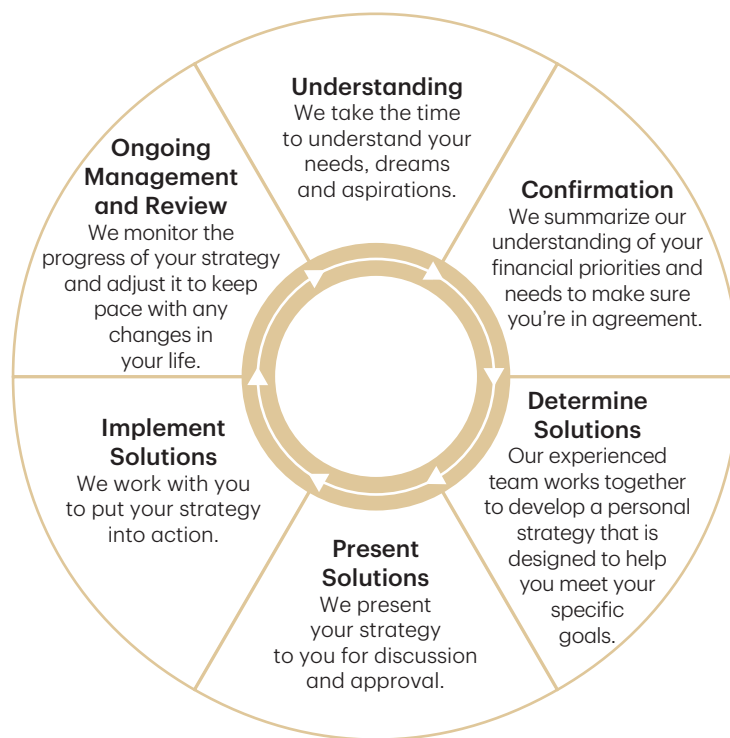 Understanding
We take the time
to understand your
needs, dreams
and aspirations.
Confirmation
We summarize our
understanding of your
financial priorities and
needs to make sure
you're in agreement.
Determine
Solutions
Our experienced
team works together
to develop a personal
strategy that is
designed to help
you meet your
specific
goals.
Present
Solutions
We present
your strategy
to you for discussion
and approval.
Implement
Solutions
We work with you
to put your strategy
into action.
Ongoing
Management
and Review
We monitor the
progress of your strategy
and adjust it to keep
pace with any
changes in
your life.